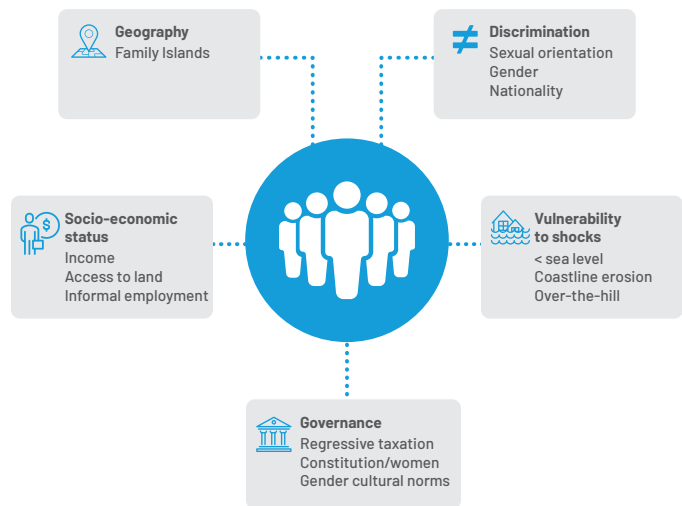 Geography
Family Islands
Discrimination
Sexual orientation
Gender
Nationality
Socio-economic
status
Income
Access to land
Informal employment
Vulnerability
to shocks
< sea level
Coastline erosion
Over-the-hill
Governance
Regressive taxation
Constitution/women
Gender cultural norms